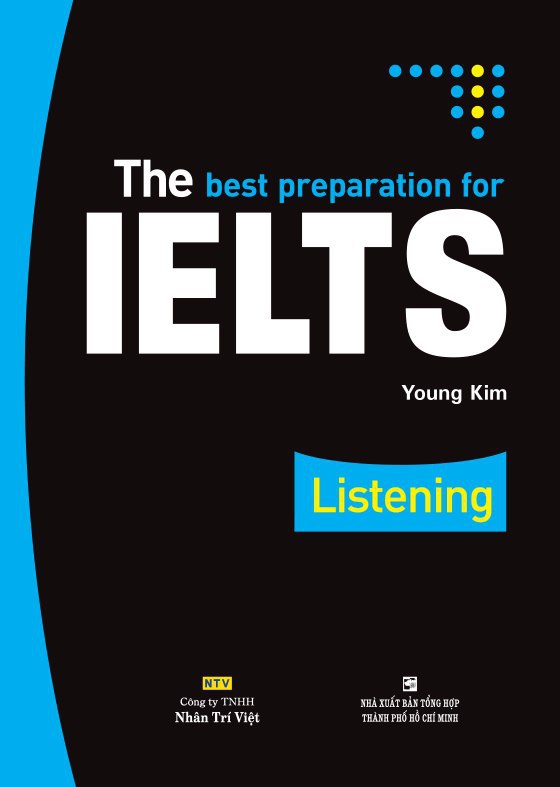 The best preparation for
IELTS
Young Kim
Listening
NTV
Công ty TNHH
Nhân Trí Việt
NHÀ XUẤT BẢN TỔNG HỢP
THÀNH PHỐ HỒ CHÍ MINH